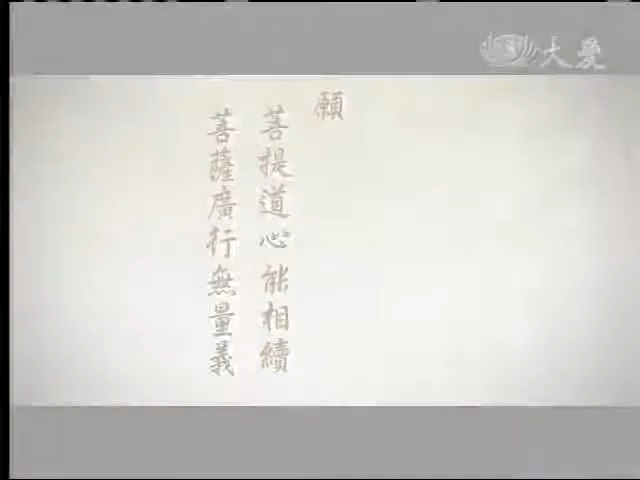 大愛
願
菩提道心能相續
菩薩廣行無量義